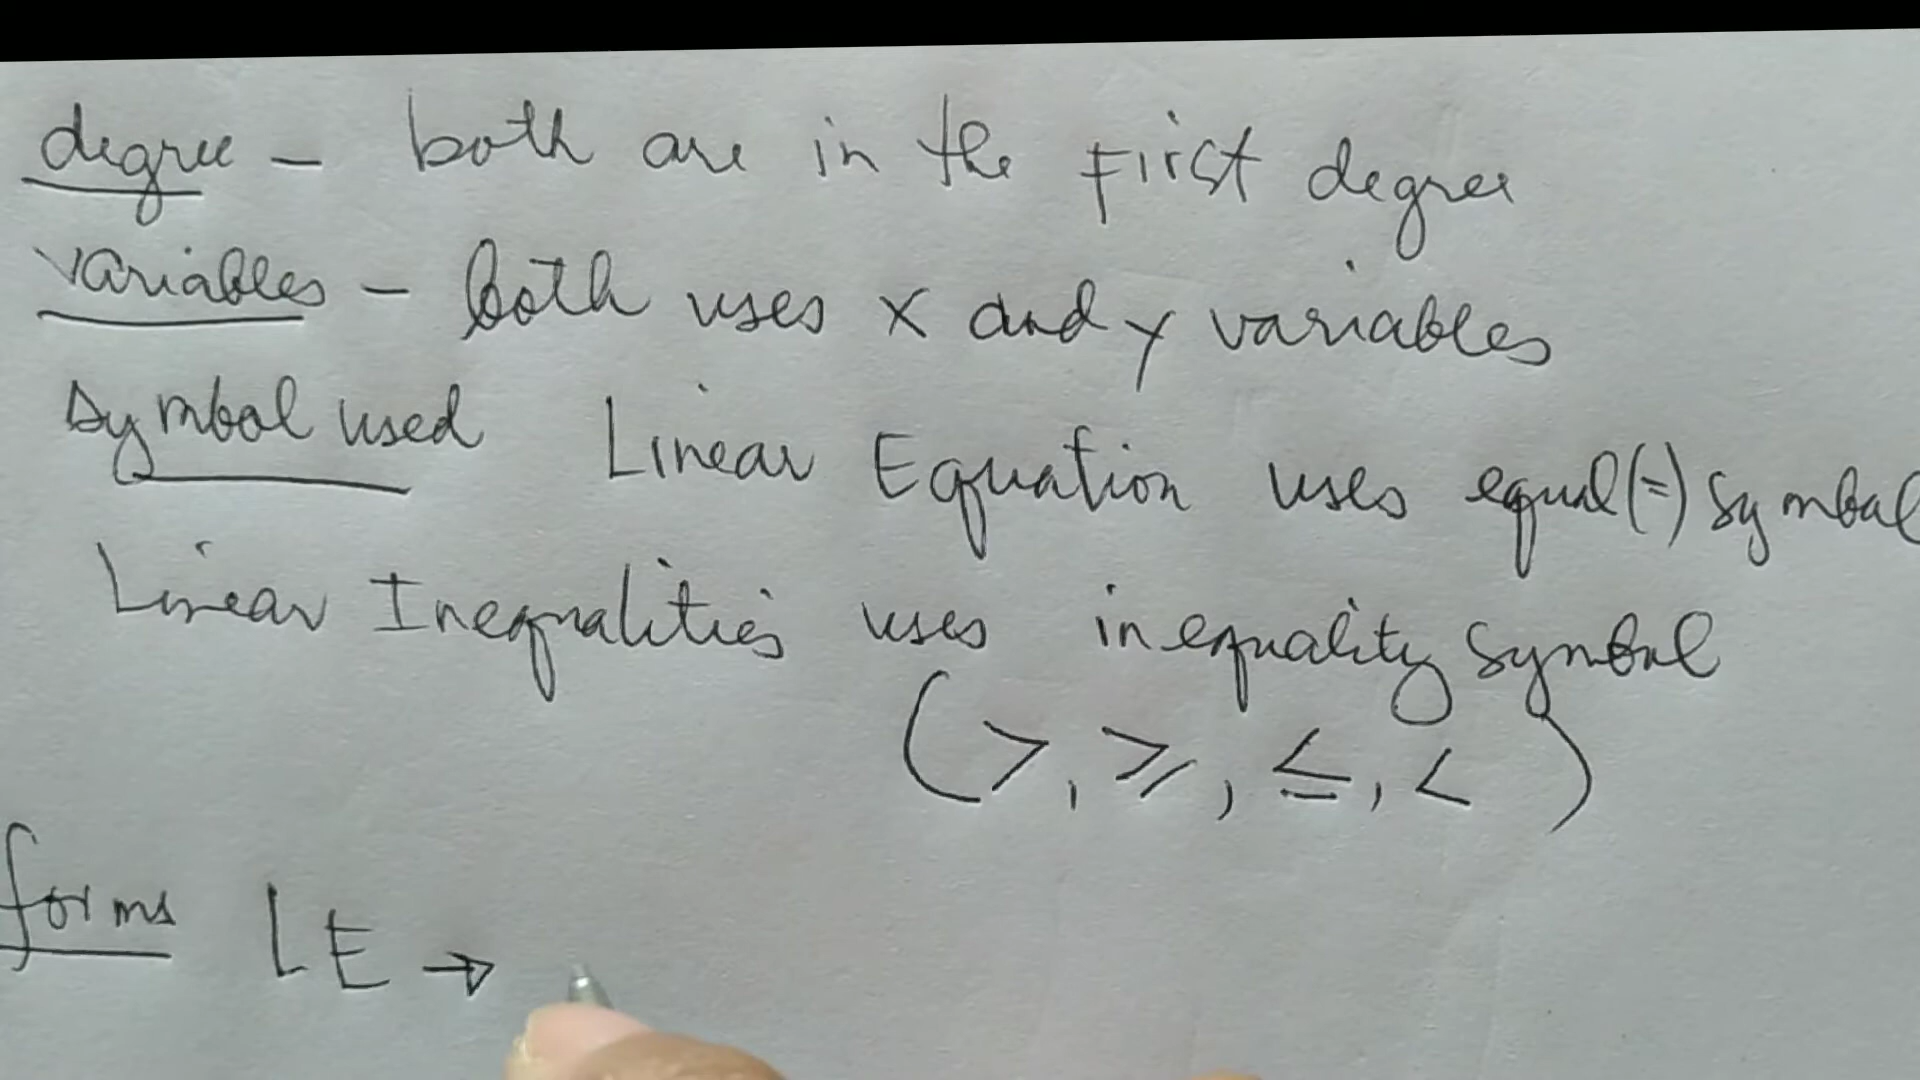 degree - both are in the First degree
variables - both uses x and y variables
symbol used Linear Equation uses equal (=) symbol
Linear Inequalities uses inequality symbol
(>, ⩾, ≤, <)
forms LE →